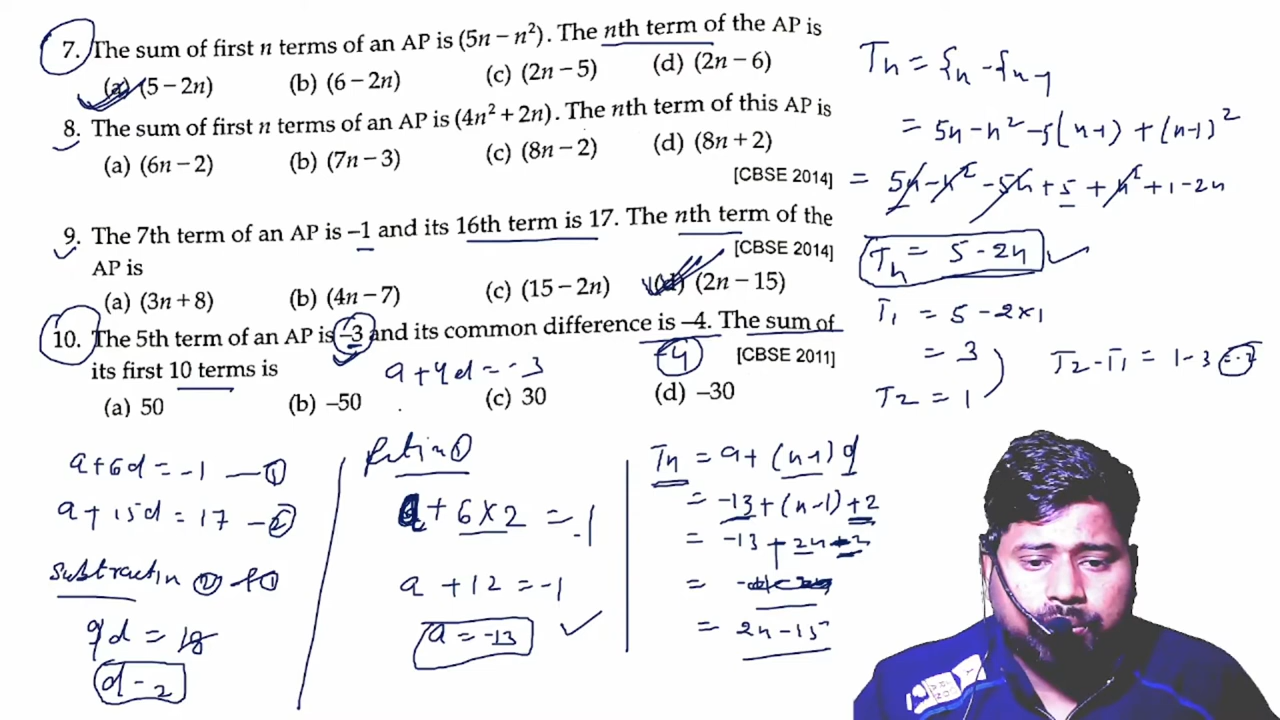 7. The sum of first n terms of an AP is (5n − n²). The nth term of the AP is
(a) (5 − 2n) (b) (6 − 2n) (c) (2n − 5) (d) (2n − 6)
8. The sum of first n terms of an AP is (4n² + 2n). The nth term of this AP is
(a) (6n − 2) (b) (7n − 3) (c) (8n − 2) (d) (8n + 2)
[CBSE 2014]
9. The 7th term of an AP is −1 and its 16th term is 17. The nth term of the
AP is [CBSE 2014]
(a) (3n + 8) (b) (4n − 7) (c) (15 − 2n) (d) (2n − 15)
10. The 5th term of an AP is −3 and its common difference is −4. The sum of
its first 10 terms is [CBSE 2011]
(a) 50 (b) −50 (c) 30 (d) −30
a+4d = -3
-4
Tn = Sn - Sn-1
= 5n - n² - 5(n-1) + (n-1)²
= 5n - n² - 5n + 5 + n² + 1 - 2n
Tn = 5 - 2n
T1 = 5 - 2×1
= 3
T2 = 1
T2-T1 = 1-3 = -2
a+6d = -1 — ①
a+15d = 17 — ②
subtraction ②
9d = 18
d = 2
①
a + 6×2 = -1
a + 12 = -1
a = -13
Tn = a + (n-1) d
= -13 + (n-1) +2
= -13 + 2n - 2
= 2n - 15